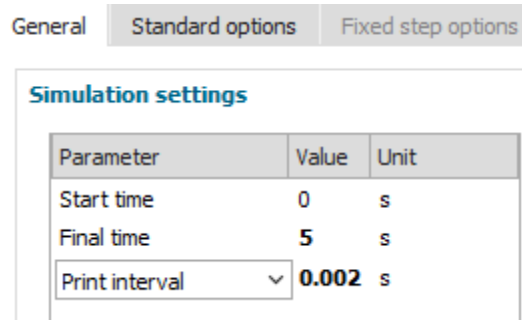 General Standard options Fixed step options
Simulation settings
Parameter Value Unit
Start time 0 s
Final time 5 s
Print interval 0.002 s